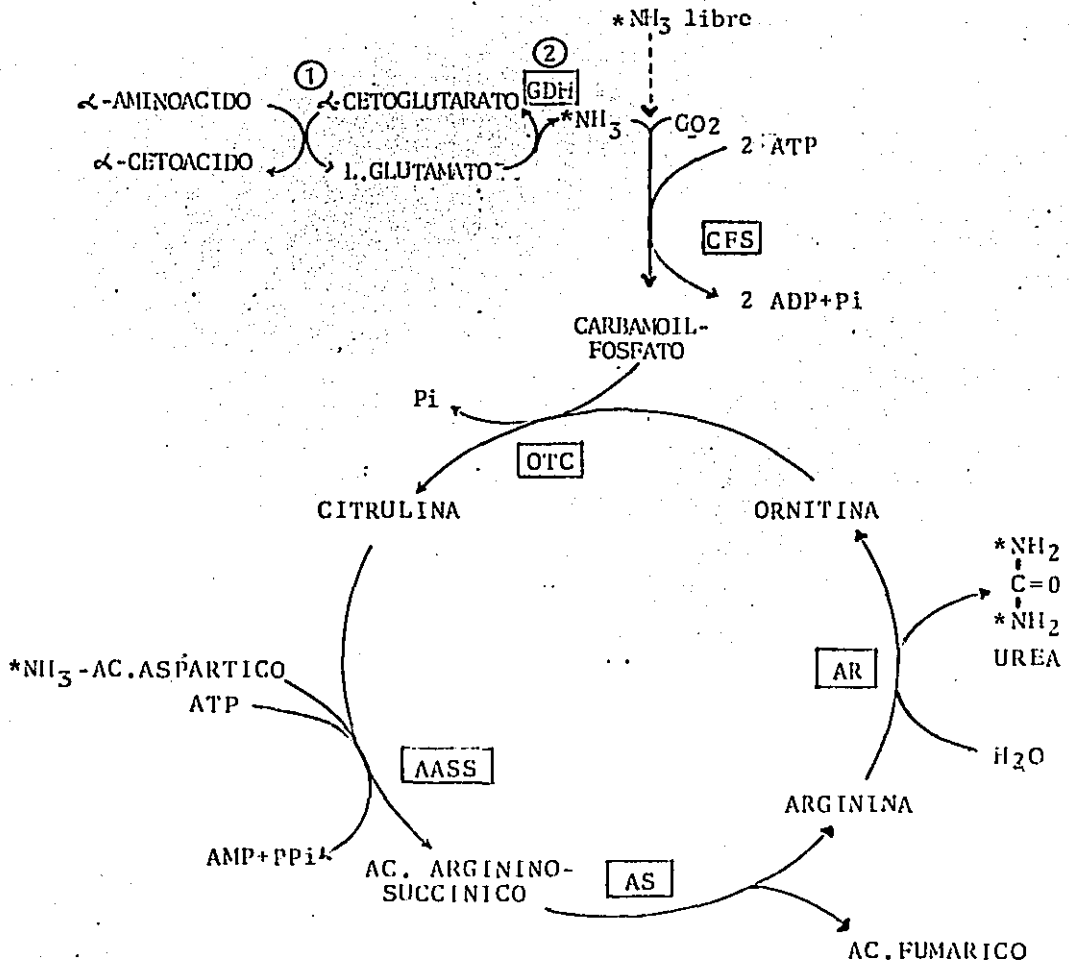 *NH3 libre
① ②
GDH
α-AMINOACIDO α-CETOGLUTARATO *NH3 CO2
2 ATP
α-CETOACIDO L.GLUTAMATO
CFS
2 ADP+Pi
CARBAMOIL-
FOSFATO
Pi
OTC
CITRULINA ORNITINA
*NH2
C=O
*NH2
UREA
*NH3-AC.ASPARTICO
AR
ATP
H2O
AASS
ARGININA
AMP+PPi
AC. ARGININO-
SUCCINICO
AS
AC.FUMARICO